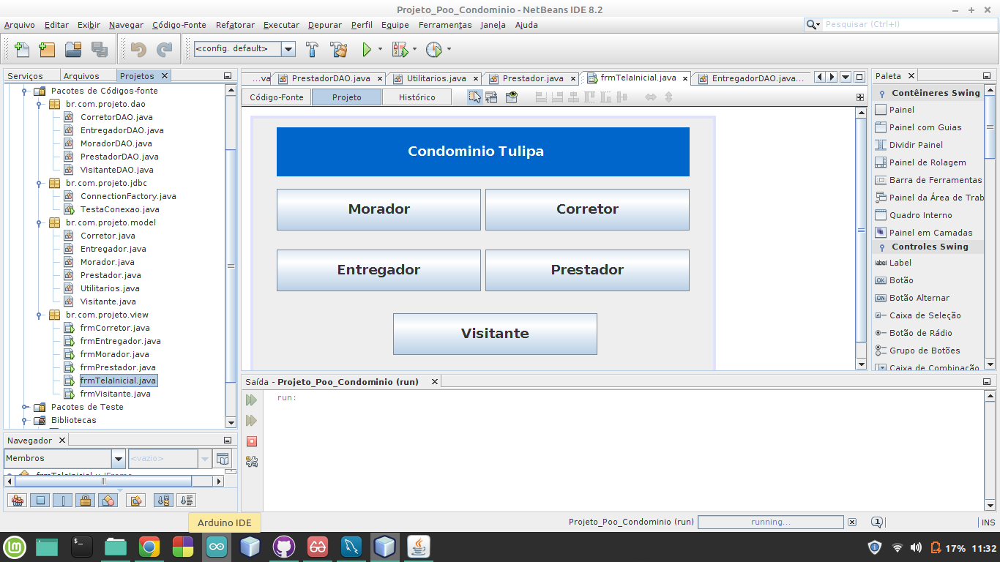 Projeto_Poo_Condominio - NetBeans IDE 8.2
Arquivo Editar Exibir Navegar Código-Fonte Refatorar Executar Depurar Perfil Equipe Ferramentas Janela Ajuda
Pesquisar (Ctrl+I)
<config. default>
Serviços Arquivos Projetos
Pacotes de Códigos-fonte
br.com.projeto.dao
CorretorDAO.java
EntregadorDAO.java
MoradorDAO.java
PrestadorDAO.java
VisitanteDAO.java
br.com.projeto.jdbc
ConnectionFactory.java
TestaConexao.java
br.com.projeto.model
Corretor.java
Entregador.java
Morador.java
Prestador.java
Utilitarios.java
Visitante.java
br.com.projeto.view
frmCorretor.java
frmEntregador.java
frmMorador.java
frmPrestador.java
frmTelaInicial.java
frmVisitante.java
Pacotes de Teste
Bibliotecas
Navegador
Membros
<vazio>
frmTelaInicial :: JFrame
...va PrestadorDAO.java Utilitarios.java Prestador.java frmTelaInicial.java EntregadorDAO.java...
Código-Fonte Projeto Histórico
Condominio Tulipa
Morador Corretor
Entregador Prestador
Visitante
Saída - Projeto_Poo_Condominio (run)
run:
Paleta
Contêineres Swing
Painel
Painel com Guias
Dividir Painel
Painel de Rolagem
Barra de Ferramentas
Painel da Área de Trab
Quadro Interno
Painel em Camadas
Controles Swing
label Label
OK Botão
ON Botão Alternar
Caixa de Seleção
Botão de Rádio
Grupo de Botões
Caixa de Combinação
Arduino IDE
Projeto_Poo_Condominio (run) running... 1 INS
17% 11:32